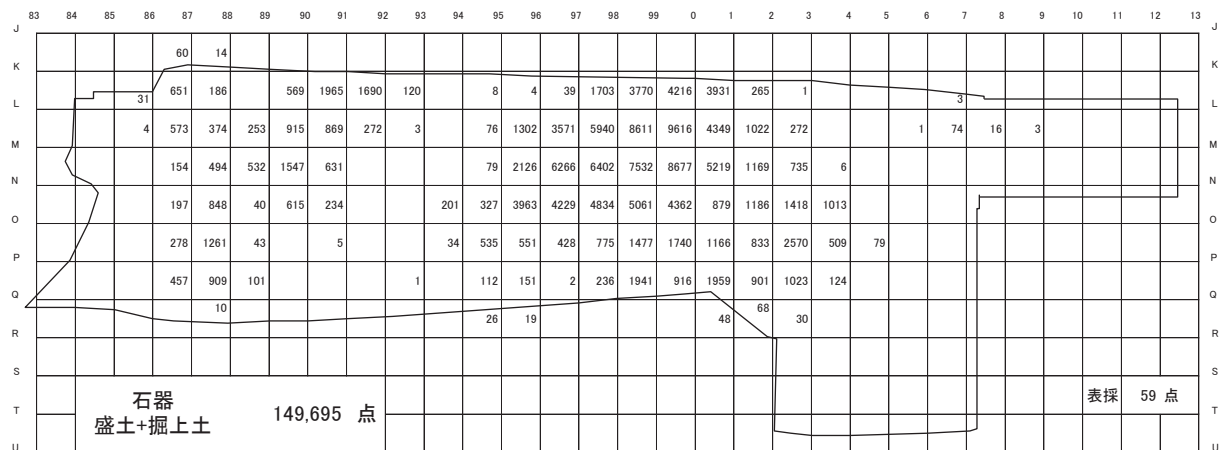 83 84 85 86 87 88 89 90 91 92 93 94 95 96 97 98 99 0 1 2 3 4 5 6 7 8 9 10 11 12 13
J J
60 14
K K
31 651 186 569 1965 1690 120 8 4 39 1703 3770 4216 3931 265 1 3
L L
4 573 374 253 915 869 272 3 76 1302 3571 5940 8611 9616 4349 1022 272 1 74 16 3
M M
154 494 532 1547 631 79 2126 6266 6402 7532 8677 5219 1169 735 6
N N
197 848 40 615 234 201 327 3963 4229 4834 5061 4362 879 1186 1418 1013
O O
278 1261 43 5 34 535 551 428 775 1477 1740 1166 833 2570 509 79
P P
457 909 101 1 112 151 2 236 1941 916 1959 901 1023 124
Q Q
10 26 19 48 68 30
R R
S S
石器
盛土+掘上土 149,695 点
表採 59 点
T T
U U